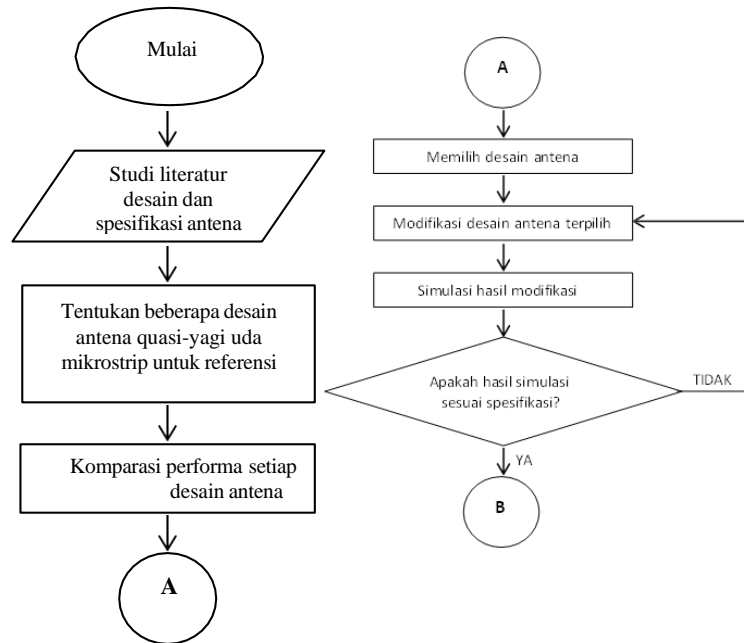 Mulai
Studi literatur
desain dan
spesifikasi antena
Tentukan beberapa desain
antena quasi-yagi uda
mikrostrip untuk referensi
Komparasi performa setiap
desain antena
A
A
Memilih desain antena
Modifikasi desain antena terpilih
Simulasi hasil modifikasi
Apakah hasil simulasi
sesuai spesifikasi?
TIDAK
YA
B